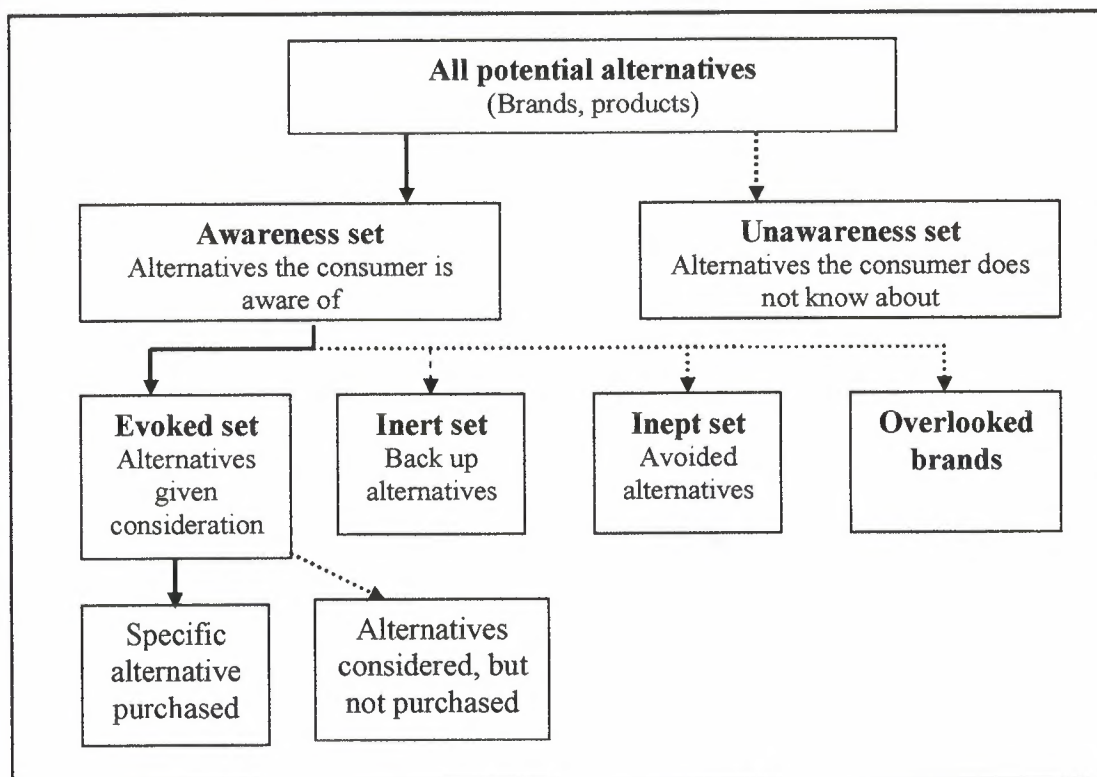 All potential alternatives
(Brands, products)
Awareness set
Alternatives the consumer is
aware of
Unawareness set
Alternatives the consumer does
not know about
Evoked set
Alternatives
given
consideration
Inert set
Back up
alternatives
Inept set
Avoided
alternatives
Overlooked
brands
Specific
alternative
purchased
Alternatives
considered, but
not purchased